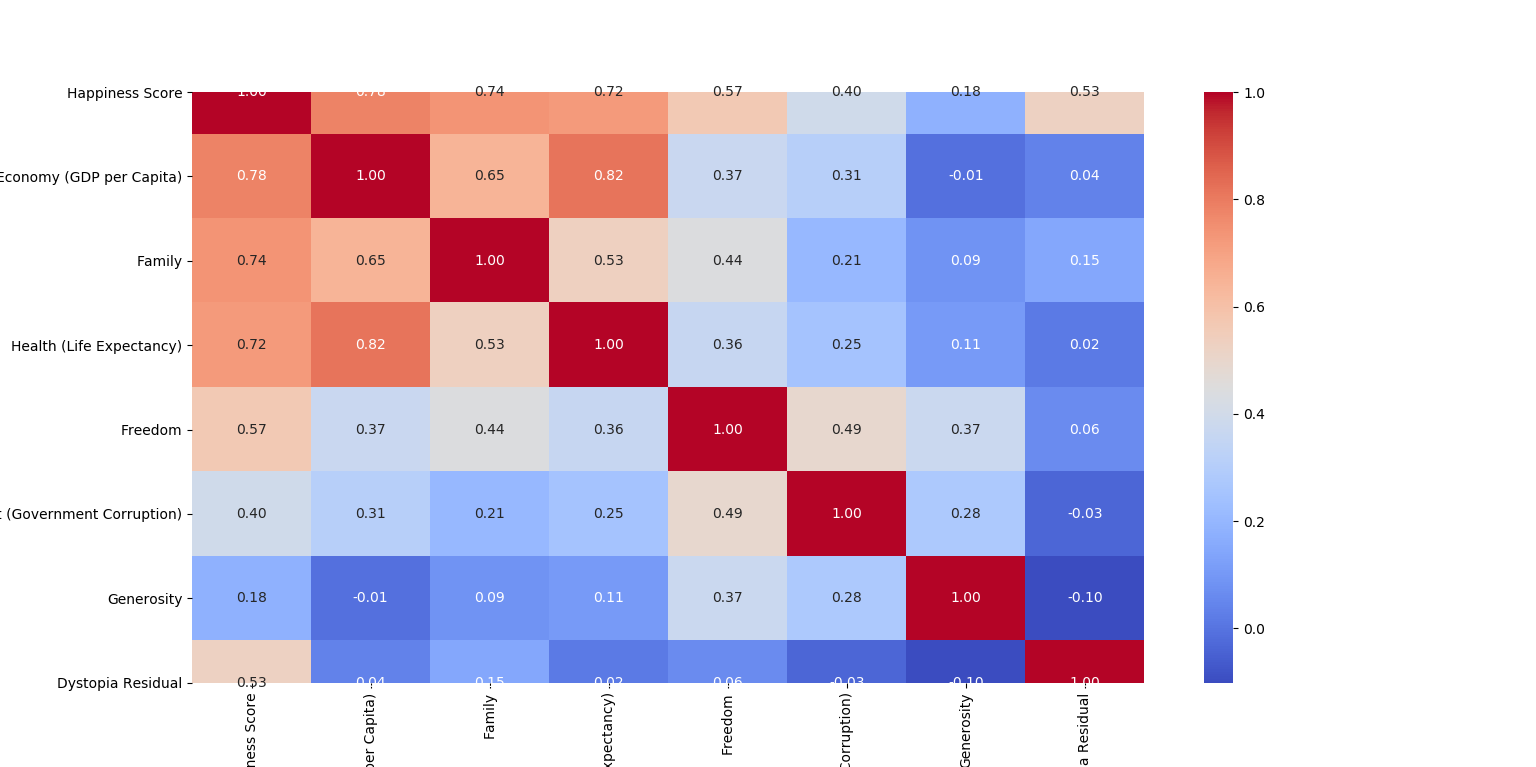 Happiness Score 1.00 0.78 0.74 0.72 0.57 0.40 0.18 0.53
Economy (GDP per Capita) 0.78 1.00 0.65 0.82 0.37 0.31 -0.01 0.04
Family 0.74 0.65 1.00 0.53 0.44 0.21 0.09 0.15
Health (Life Expectancy) 0.72 0.82 0.53 1.00 0.36 0.25 0.11 0.02
Freedom 0.57 0.37 0.44 0.36 1.00 0.49 0.37 0.06
t (Government Corruption) 0.40 0.31 0.21 0.25 0.49 1.00 0.28 -0.03
Generosity 0.18 -0.01 0.09 0.11 0.37 0.28 1.00 -0.10
Dystopia Residual 0.53 0.04 0.15 0.02 0.06 -0.03 -0.10 1.00
ness Score
per Capita)
Family
xpectancy)
Freedom
Corruption)
Generosity
a Residual
1.0
0.8
0.6
0.4
0.2
0.0